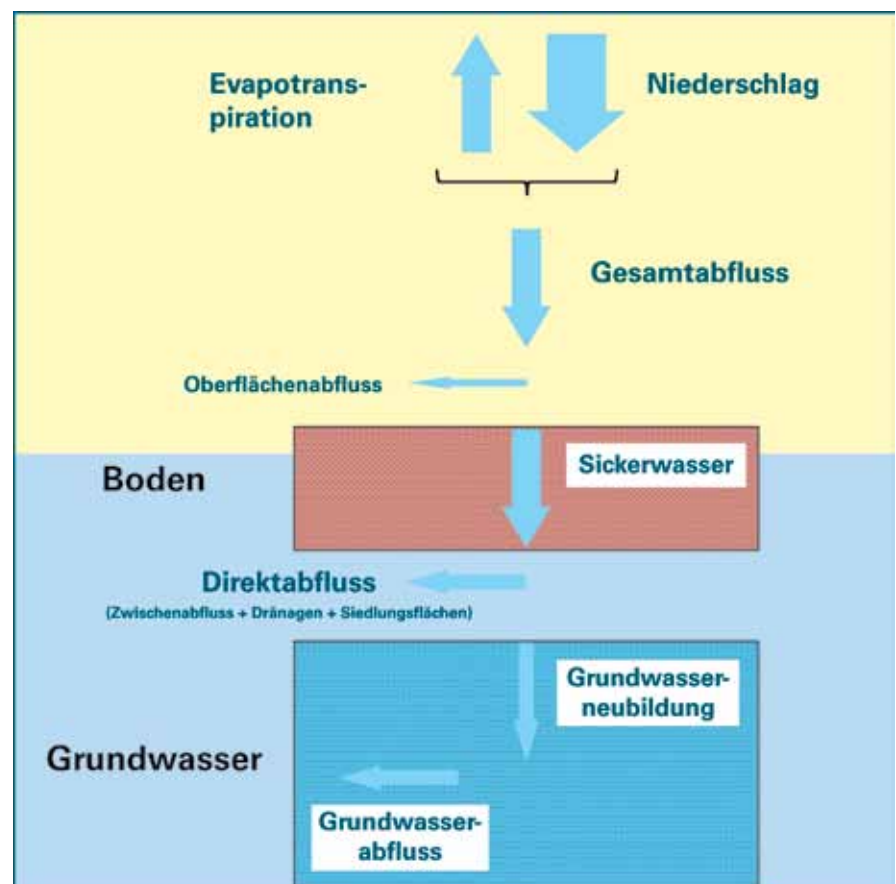 Evapotrans-
piration
Niederschlag
Gesamtabfluss
Oberflächenabfluss
Boden
Sickerwasser
Direktabfluss
(Zwischenabfluss + Dränagen + Siedlungsflächen)
Grundwasser-
neubildung
Grundwasser
Grundwasser-
abfluss